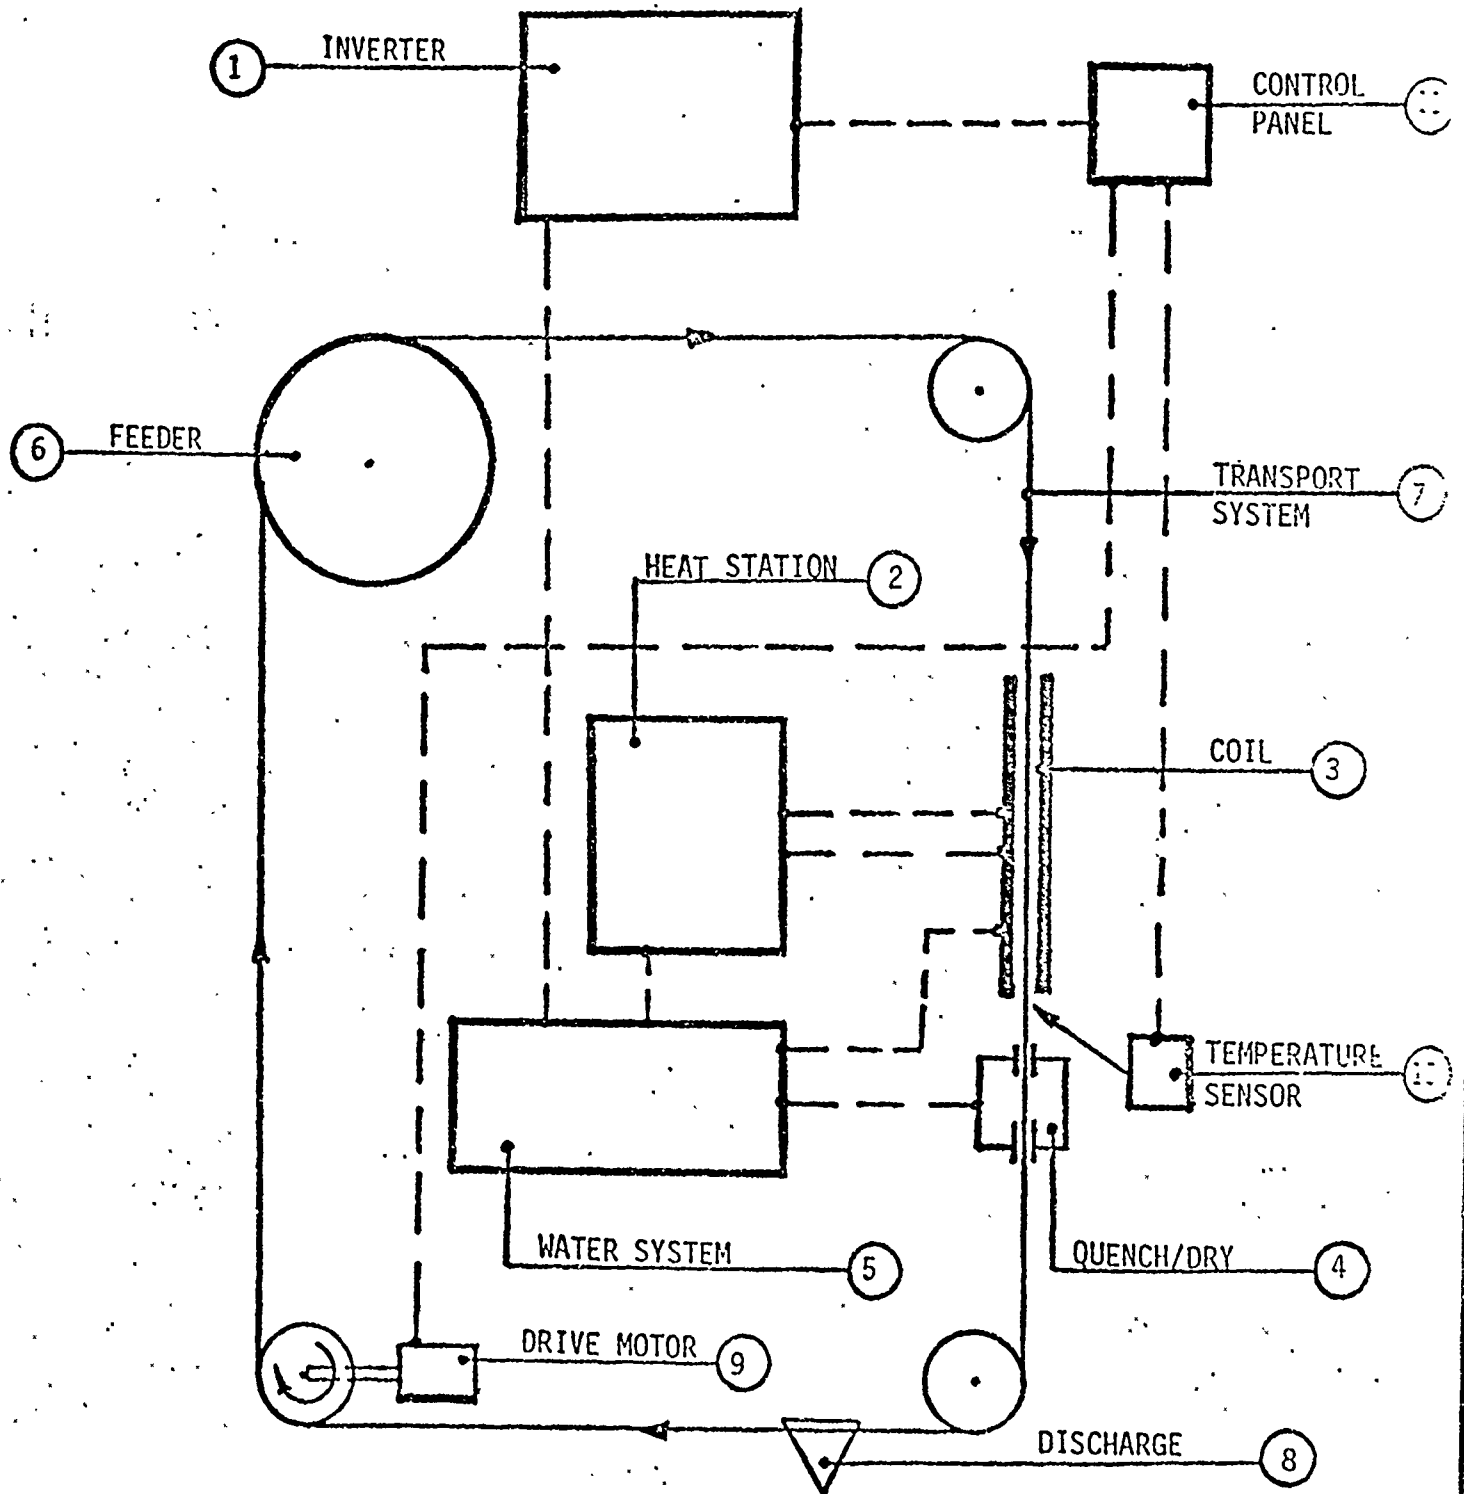 1 INVERTER
CONTROL
PANEL
6 FEEDER
TRANSPORT 7
SYSTEM
HEAT STATION 2
COIL 3
TEMPERATURE
SENSOR
WATER SYSTEM 5
QUENCH/DRY 4
DRIVE MOTOR 9
DISCHARGE 8